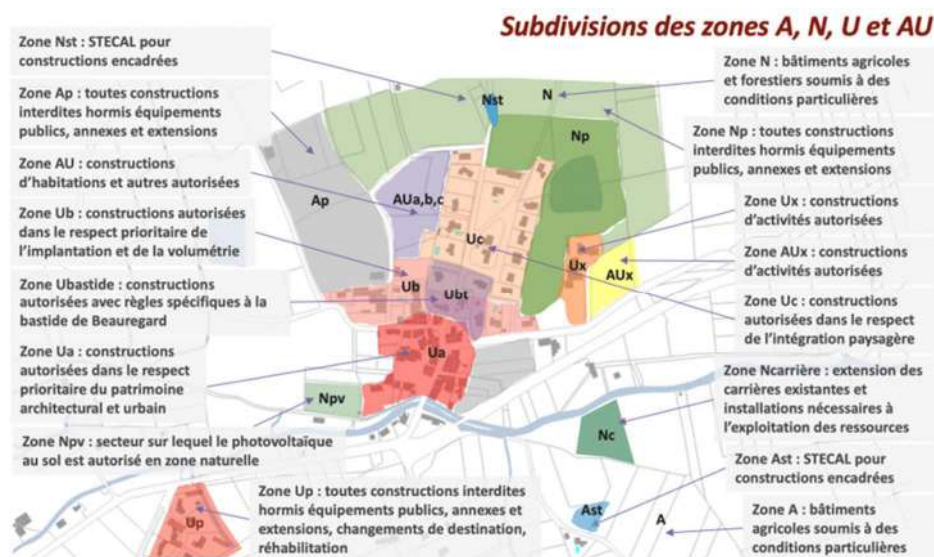 Subdivisions des zones A, N, U et AU
Zone Nst : STECAL pour
constructions encadrées
Zone Ap : toutes constructions
interdites hormis équipements
publics, annexes et extensions
Zone AU : constructions
d'habitations et autres autorisées
Zone Ub : constructions autorisées
dans le respect prioritaire de
l'implantation et de la volumétrie
Zone Ubastide : constructions
autorisées avec règles spécifiques à la
bastide de Beauregard
Zone Ua : constructions
autorisées dans le respect
prioritaire du patrimoine
architectural et urbain
Zone Npv : secteur sur lequel le photovoltaïque
au sol est autorisé en zone naturelle
Zone Up : toutes constructions interdites
hormis équipements publics, annexes et
extensions, changements de destination,
réhabilitation
Nst
N
Np
Ap
AUa,b,c
Uc
Ux
AUx
Ub
Ubt
Ua
Npv
Nc
Up
Ast
A
Zone N : bâtiments agricoles
et forestiers soumis à des
conditions particulières
Zone Np : toutes constructions
interdites hormis équipements
publics, annexes et extensions
Zone Ux : constructions
d'activités autorisées
Zone AUx : constructions
d'activités autorisées
Zone Uc : constructions
autorisées dans le respect
de l'intégration paysagère
Zone Ncarrière : extension des
carrières existantes et
installations nécessaires à
l'exploitation des ressources
Zone Ast : STECAL pour
constructions encadrées
Zone A : bâtiments
agricoles soumis à des
conditions particulières